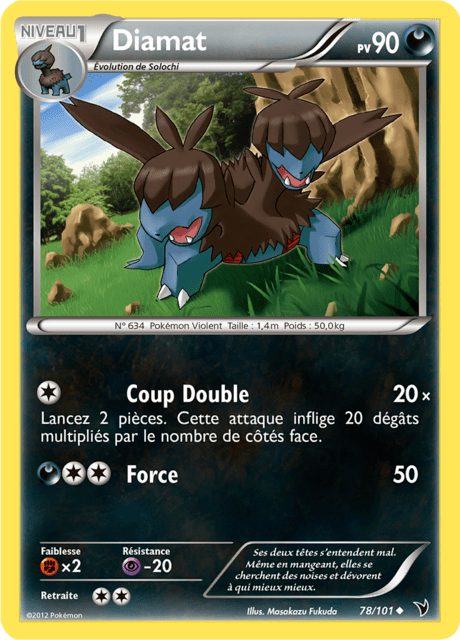 NIVEAU 1
Diamat
PV 90
Évolution de Solochi
N° 634 Pokémon Violent Taille : 1,4m Poids : 50,0kg
Coup Double 20×
Lancez 2 pièces. Cette attaque inflige 20 dégâts
multipliés par le nombre de côtés face.
Force 50
Faiblesse
×2
Résistance
-20
Retraite
Ses deux têtes s'entendent mal.
Même en mangeant, elles se
cherchent des noises et dévorent
à qui mieux mieux.
©2012 Pokémon
Illus. Masakazu Fukuda
78/101